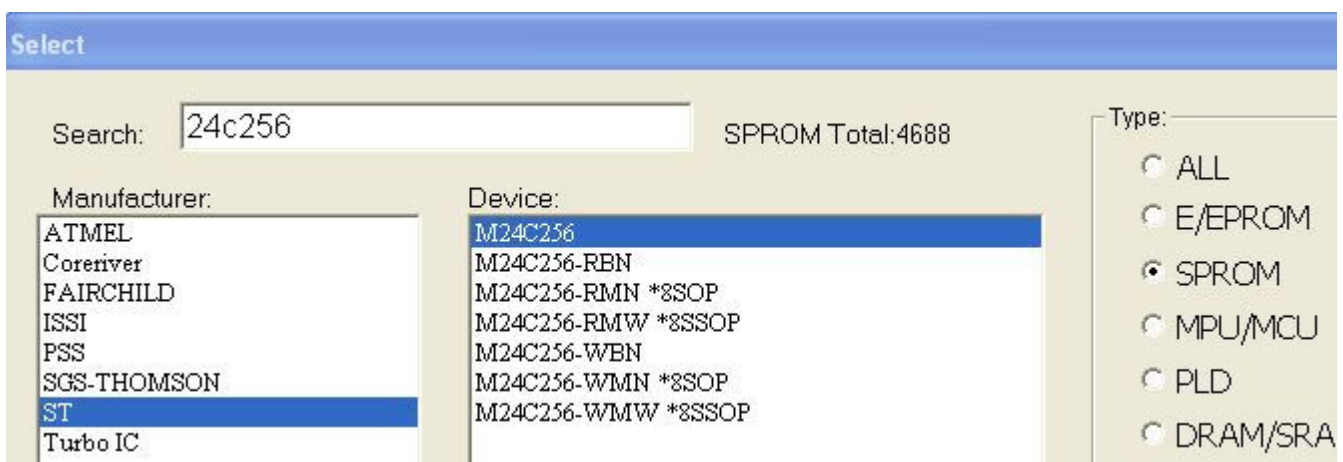 Select
Search: 24c256 SPROM Total:4688
Manufacturer:
ATMEL
Coreriver
FAIRCHILD
ISSI
PSS
SGS-THOMSON
ST
Turbo IC
Device:
M24C256
M24C256-RBN
M24C256-RMN *8SOP
M24C256-RMW *8SSOP
M24C256-WBN
M24C256-WMN *8SOP
M24C256-WMW *8SSOP
Type:
ALL
E/EPROM
SPROM
MPU/MCU
PLD
DRAM/SRA